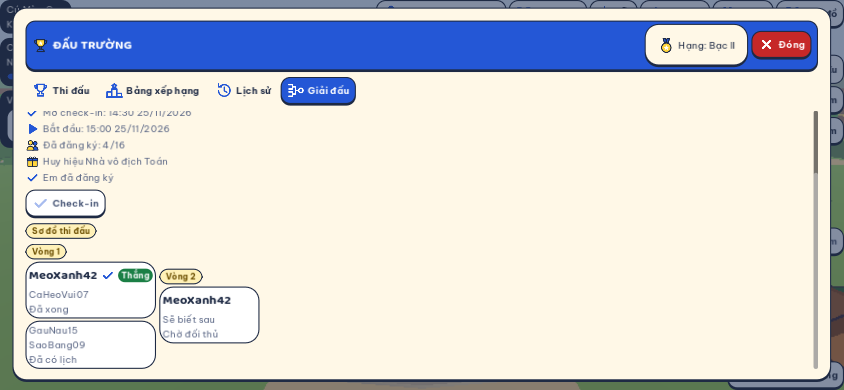 ĐẤU TRƯỜNG
Hạng: Bạc II
Đóng
Thi đấu
Bảng xếp hạng
Lịch sử
Giải đấu
Mở check-in: 14:30 25/11/2026
Bắt đầu: 15:00 25/11/2026
Đã đăng ký: 4/16
Huy hiệu Nhà vô địch Toán
Em đã đăng ký
Check-in
Sơ đồ thi đấu
Vòng 1
MeoXanh42 Thắng
CaHeoVui07
Đã xong
GauNau15
SaoBang09
Đã có lịch
Vòng 2
MeoXanh42
Sẽ biết sau
Chờ đối thủ